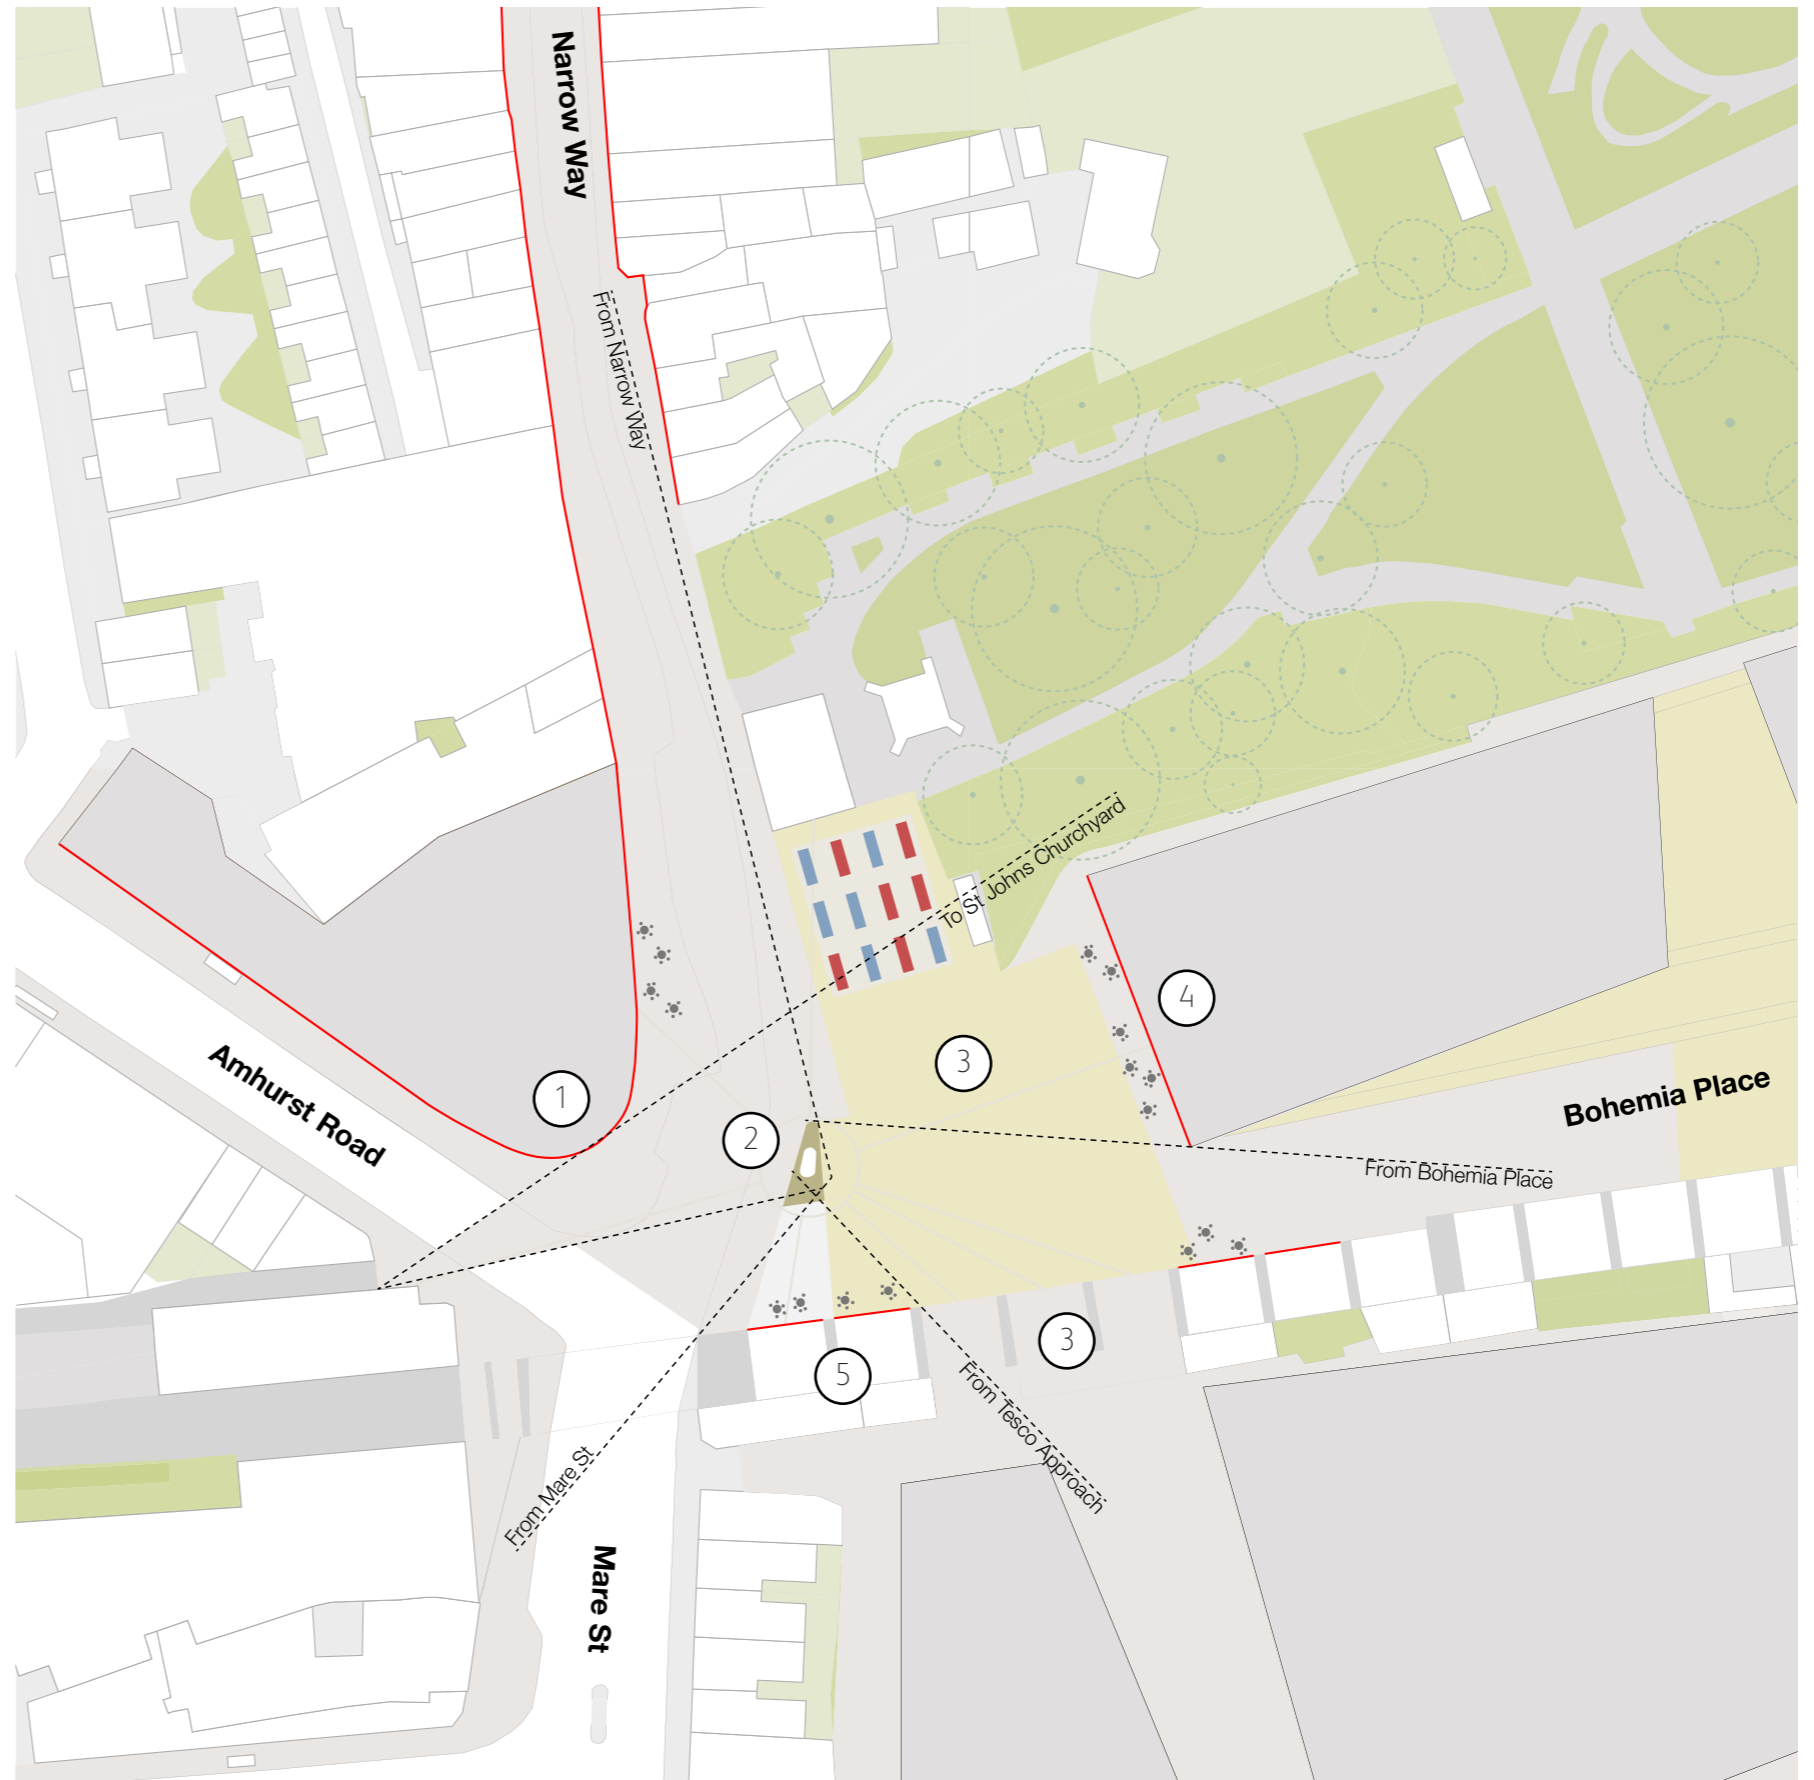 Narrow Way
From Narrow Way
To St Johns Churchyard
4
3
Amhurst Road
1
2
Bohemia Place
From Bohemia Place
3
5
From Tesco Approach
From Mare St
Mare St